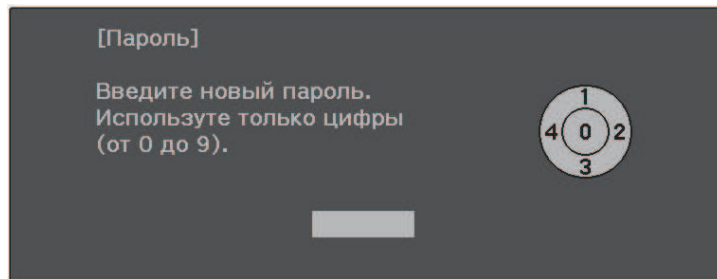 [Пароль]
Введите новый пароль.
Используте только цифры
(от 0 до 9).
1
4 0 2
3